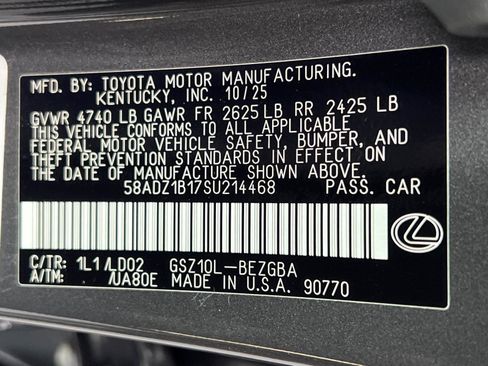 MFD. BY: TOYOTA MOTOR MANUFACTURING.
KENTUCKY, INC. 10/25
GVWR 4740 LB GAWR FR 2625 LB RR 2425 LB
THIS VEHICLE CONFORMS TO ALL APPLICABLE
FEDERAL MOTOR VEHICLE SAFETY, BUMPER, AND
THEFT PREVENTION STANDARDS IN EFFECT ON
THE DATE OF MANUFACTURE SHOWN ABOVE.
58ADZ1B17SU214468 PASS. CAR
C/TR: 1L1/LD02 GSZ10L-BEZGBA
A/TM: /UA80E MADE IN U.S.A. 90770